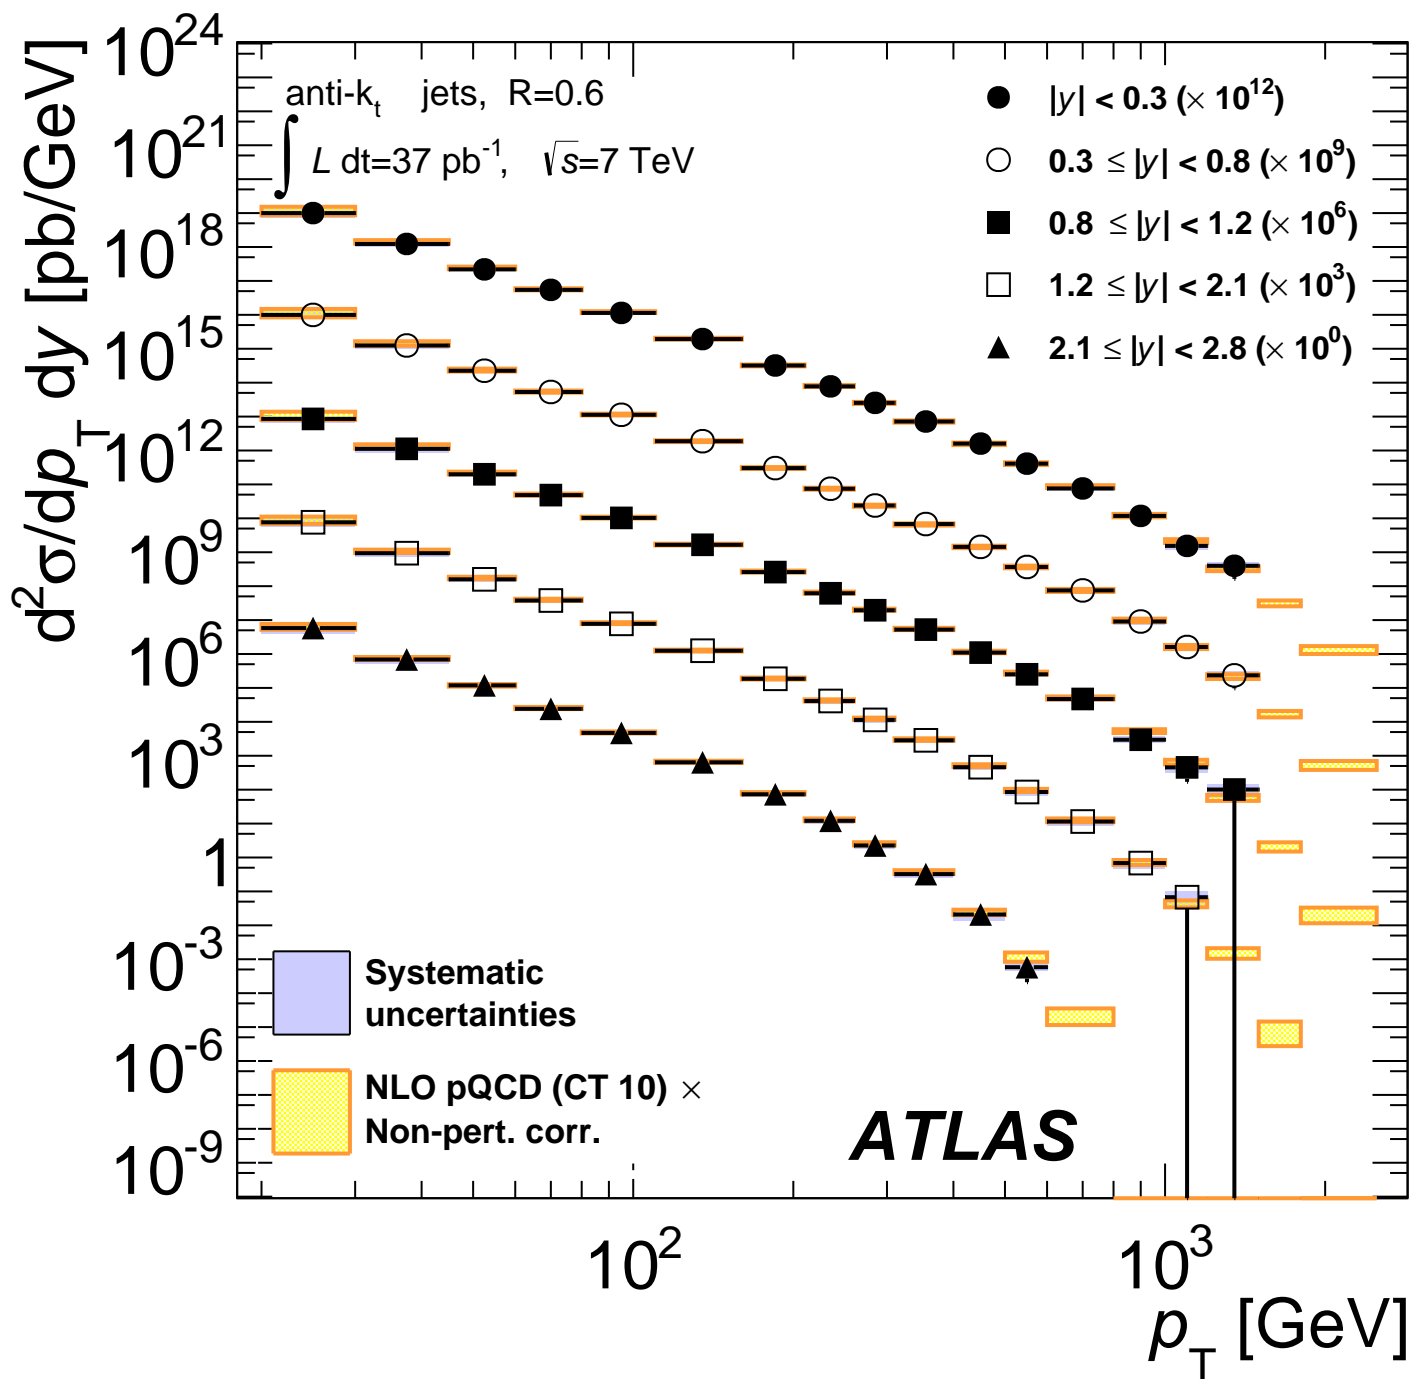 d²σ/dp_T dy [pb/GeV]
10^24
10^21
10^18
10^15
10^12
10^9
10^6
10^3
1
10^-3
10^-6
10^-9
anti-k_t jets, R=0.6
∫ L dt=37 pb^-1, √s=7 TeV
|y| < 0.3 (× 10^12)
0.3 ≤ |y| < 0.8 (× 10^9)
0.8 ≤ |y| < 1.2 (× 10^6)
1.2 ≤ |y| < 2.1 (× 10^3)
2.1 ≤ |y| < 2.8 (× 10^0)
Systematic
uncertainties
NLO pQCD (CT 10) ×
Non-pert. corr.
ATLAS
10^2
10^3
p_T [GeV]